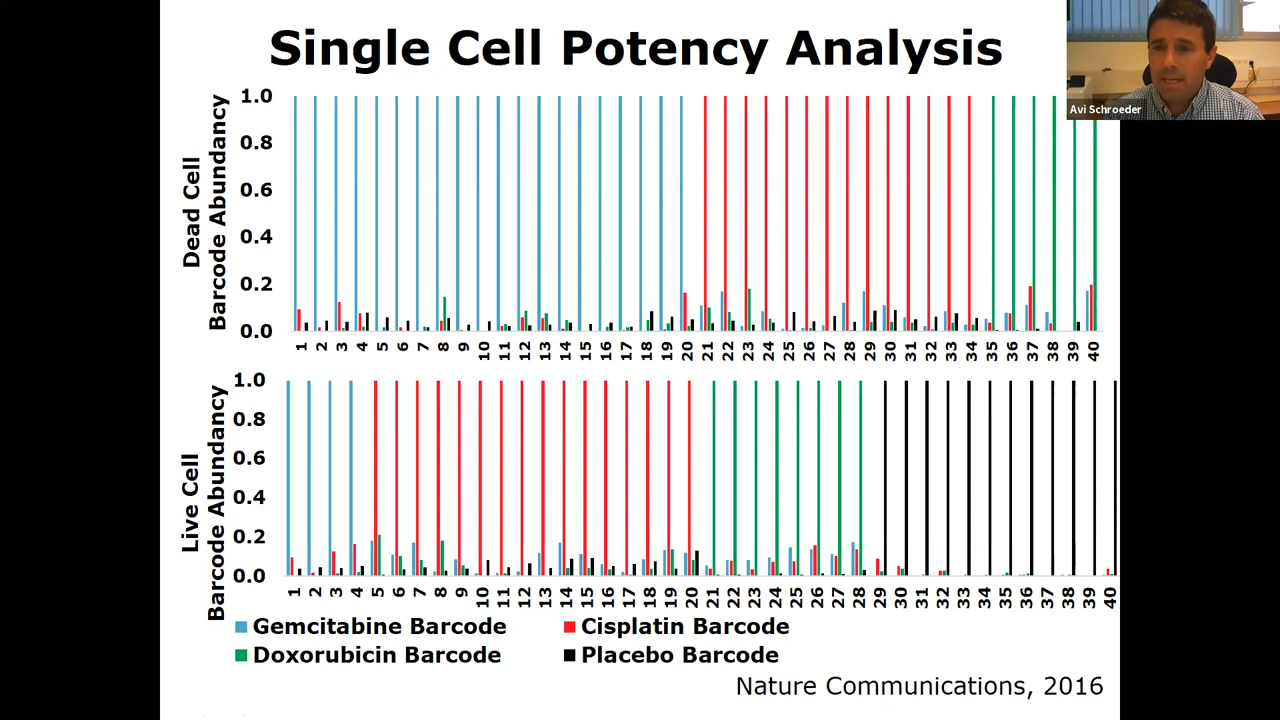 Single Cell Potency Analysis
Avi Schroeder
Dead Cell
Barcode Abundancy
1.0
0.8
0.6
0.4
0.2
0.0
1 2 3 4 5 6 7 8 9 10 11 12 13 14 15 16 17 18 19 20 21 22 23 24 25 26 27 28 29 30 31 32 33 34 35 36 37 38 39 40
Live Cell
Barcode Abundancy
1.0
0.8
0.6
0.4
0.2
0.0
1 2 3 4 5 6 7 8 9 10 11 12 13 14 15 16 17 18 19 20 21 22 23 24 25 26 27 28 29 30 31 32 33 34 35 36 37 38 39 40
Gemcitabine Barcode
Cisplatin Barcode
Doxorubicin Barcode
Placebo Barcode
Nature Communications, 2016